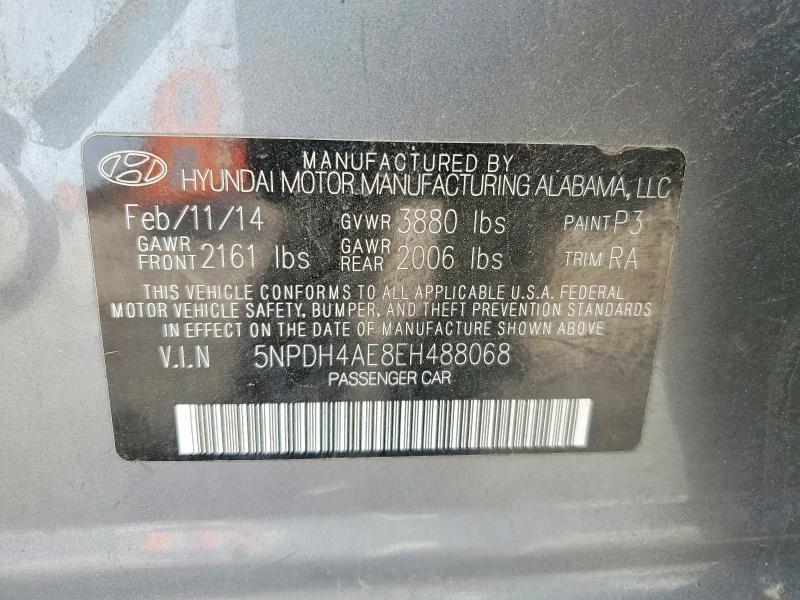 MANUFACTURED BY
HYUNDAI MOTOR MANUFACTURING ALABAMA, LLC
Feb/11/14 GVWR 3880 lbs PAINT P3
GAWR FRONT 2161 lbs GAWR REAR 2006 lbs TRIM RA
THIS VEHICLE CONFORMS TO ALL APPLICABLE U.S.A. FEDERAL
MOTOR VEHICLE SAFETY, BUMPER, AND THEFT PREVENTION STANDARDS
IN EFFECT ON THE DATE OF MANUFACTURE SHOWN ABOVE.
V.I.N 5NPDH4AE8EH488068
PASSENGER CAR